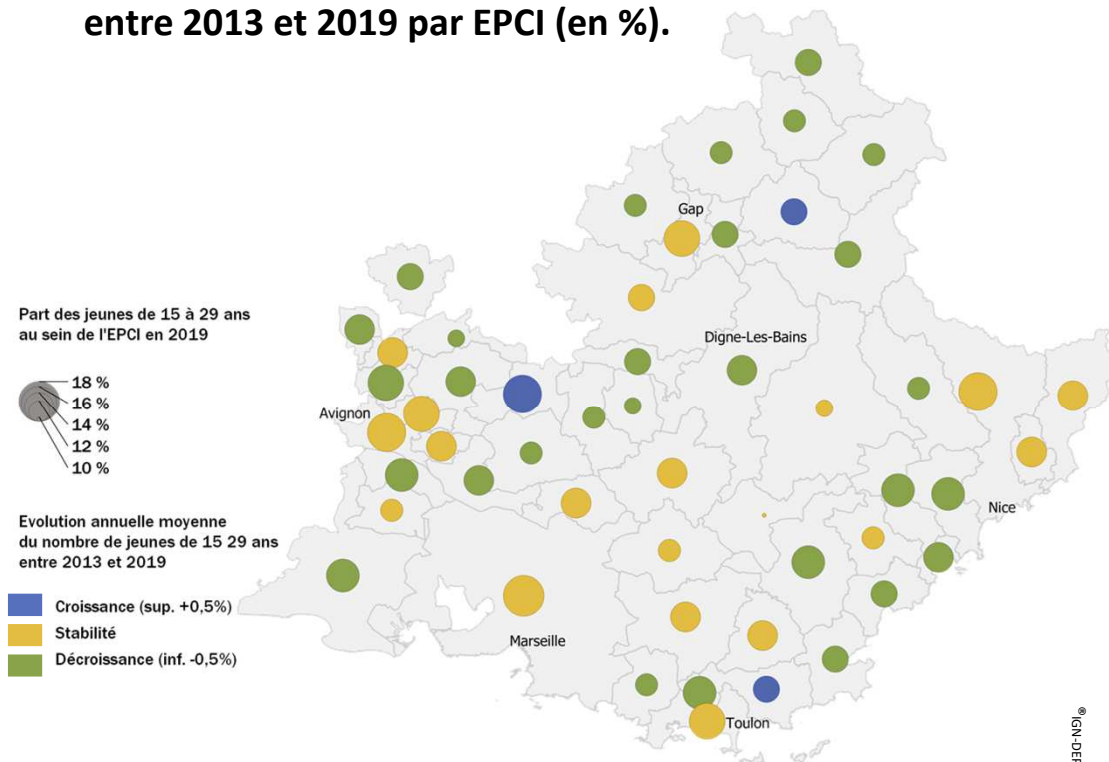 entre 2013 et 2019 par EPCI (en %).
Gap
Part des jeunes de 15 à 29 ans
au sein de l'EPCI en 2019
18 %
16 %
14 %
12 %
10 %
Digne-Les-Bains
Avignon
Nice
Evolution annuelle moyenne
du nombre de jeunes de 15 29 ans
entre 2013 et 2019
Croissance (sup. +0,5%)
Stabilité
Décroissance (inf. -0,5%)
Marseille
Toulon
®IGN-DEP